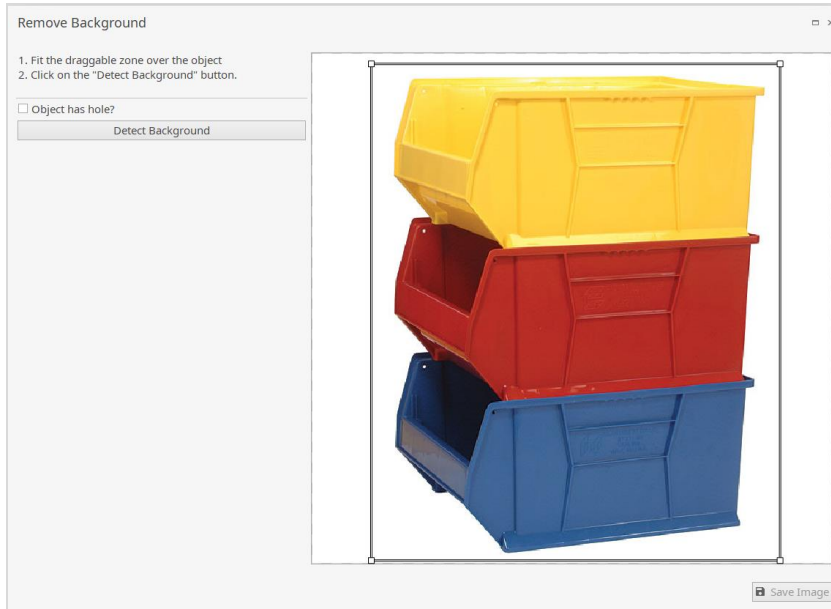 Remove Background
1. Fit the draggable zone over the object
2. Click on the "Detect Background" button.
Object has hole?
Detect Background
Save Image